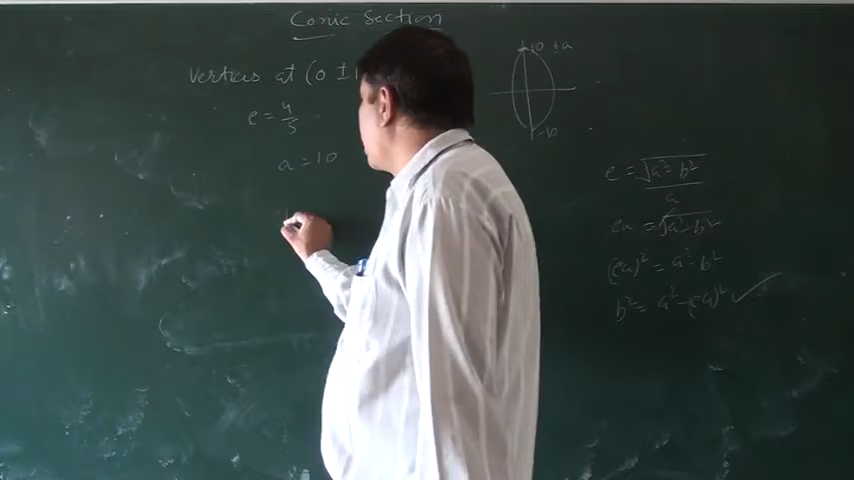 Conic Section
Vertices at (0 ±1
e = 4/5
a = 10
10 ±a
-10
e = √a² - b² / a
ea = √a² - b²
(ea)² = a² - b²
b² = a² - (ea)² ✓